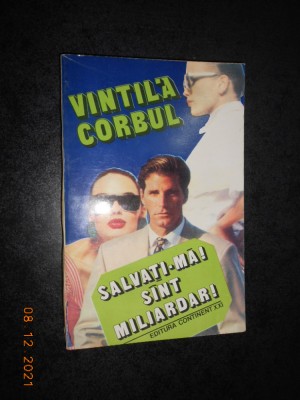 VINTILĂ
CORBUL
SALVAȚI-MĂ!
SÎNT
MILIARDAR!
EDITURA CONTINENT XXI
08.12.2021